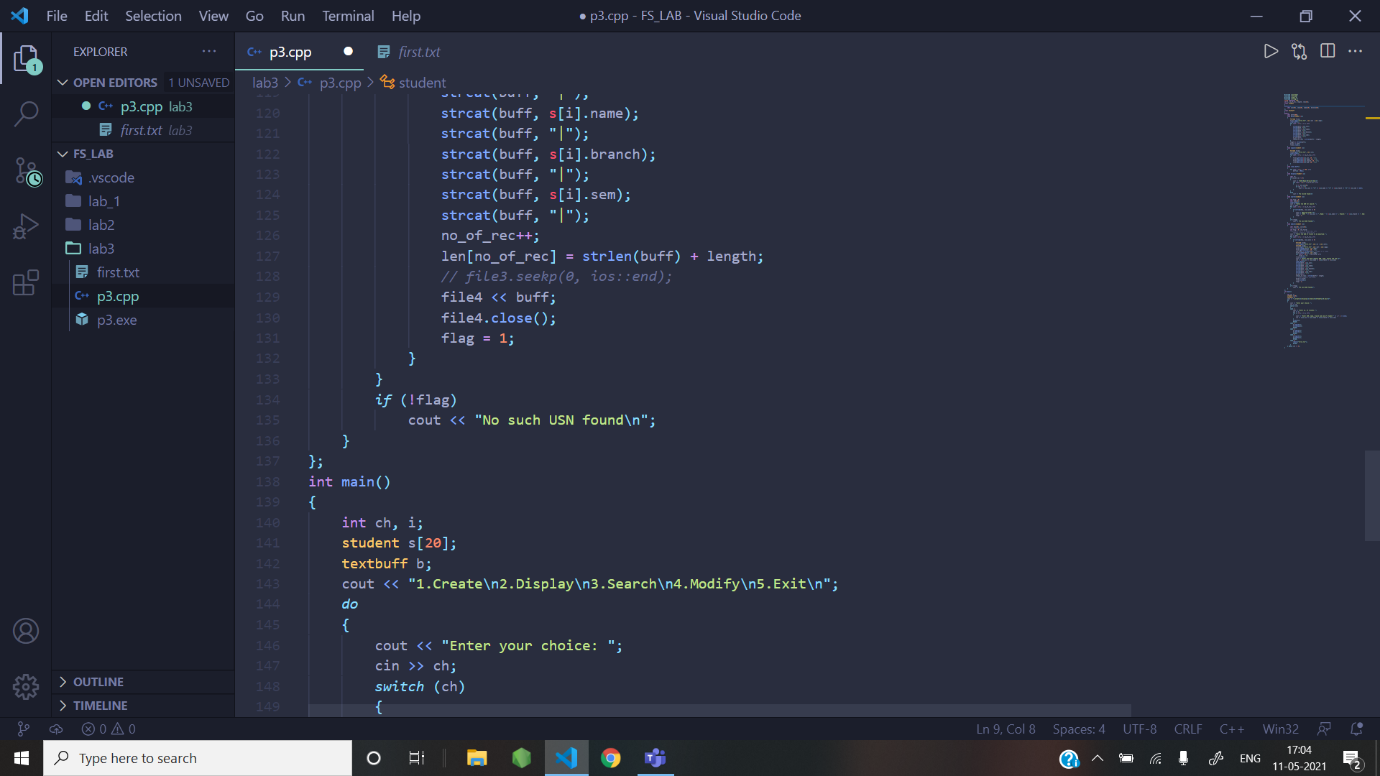 File Edit Selection View Go Run Terminal Help
● p3.cpp - FS_LAB - Visual Studio Code
EXPLORER
OPEN EDITORS 1 UNSAVED
p3.cpp lab3
first.txt lab3
FS_LAB
.vscode
lab_1
lab2
lab3
first.txt
p3.cpp
p3.exe
OUTLINE
TIMELINE
1
p3.cpp
first.txt
lab3 > p3.cpp > student
119 strcat(buff, "|");
120 strcat(buff, s[i].name);
121 strcat(buff, "|");
122 strcat(buff, s[i].branch);
123 strcat(buff, "|");
124 strcat(buff, s[i].sem);
125 strcat(buff, "|");
126 no_of_rec++;
127 len[no_of_rec] = strlen(buff) + length;
128 // file3.seekp(0, ios::end);
129 file4 << buff;
130 file4.close();
131 flag = 1;
132 }
133 }
134 if (!flag)
135 cout << "No such USN found\n";
136 }
137 };
138 int main()
139 {
140 int ch, i;
141 student s[20];
142 textbuff b;
143 cout << "1.Create\n2.Display\n3.Search\n4.Modify\n5.Exit\n";
144 do
145 {
146 cout << "Enter your choice: ";
147 cin >> ch;
148 switch (ch)
149 {
0 0
Ln 9, Col 8 Spaces: 4 UTF-8 CRLF C++ Win32
Type here to search
ENG
17:04
11-05-2021
2